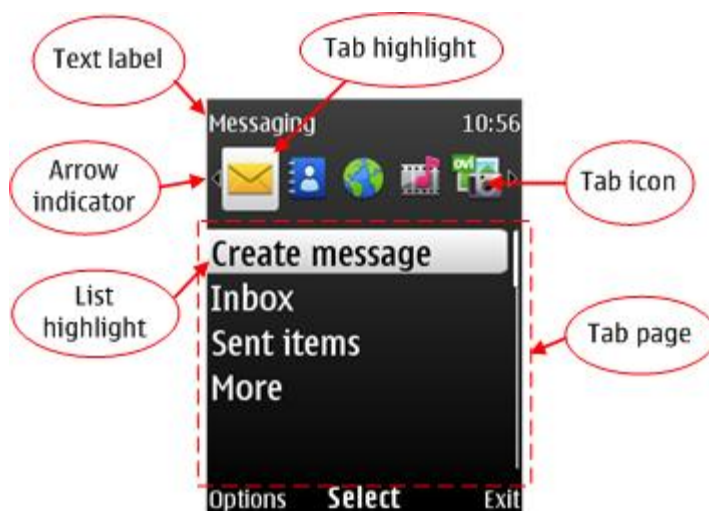 Text label
Tab highlight
Messaging 10:56
Arrow
indicator
ovi
Tab icon
Create message
List
highlight
Inbox
Sent items
Tab page
More
Options Select Exit